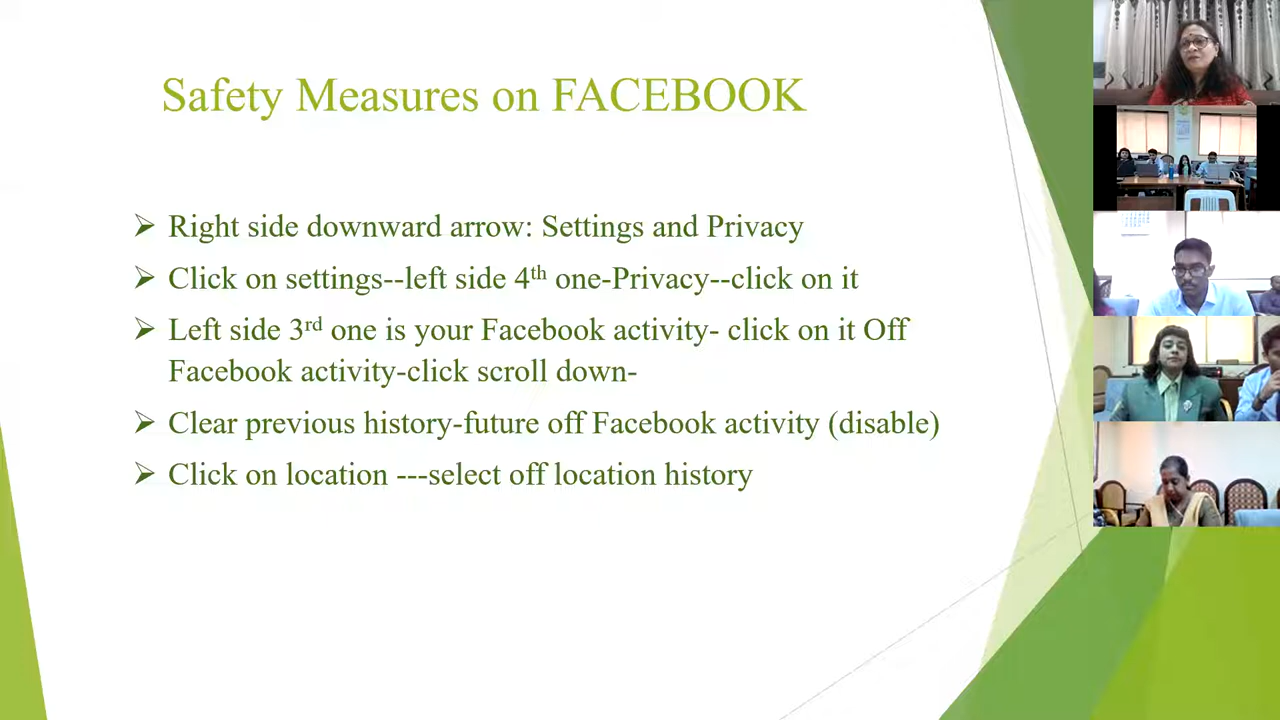 Safety Measures on FACEBOOK
Right side downward arrow: Settings and Privacy
Click on settings--left side 4th one-Privacy--click on it
Left side 3rd one is your Facebook activity- click on it Off
Facebook activity-click scroll down-
Clear previous history-future off Facebook activity (disable)
Click on location ---select off location history